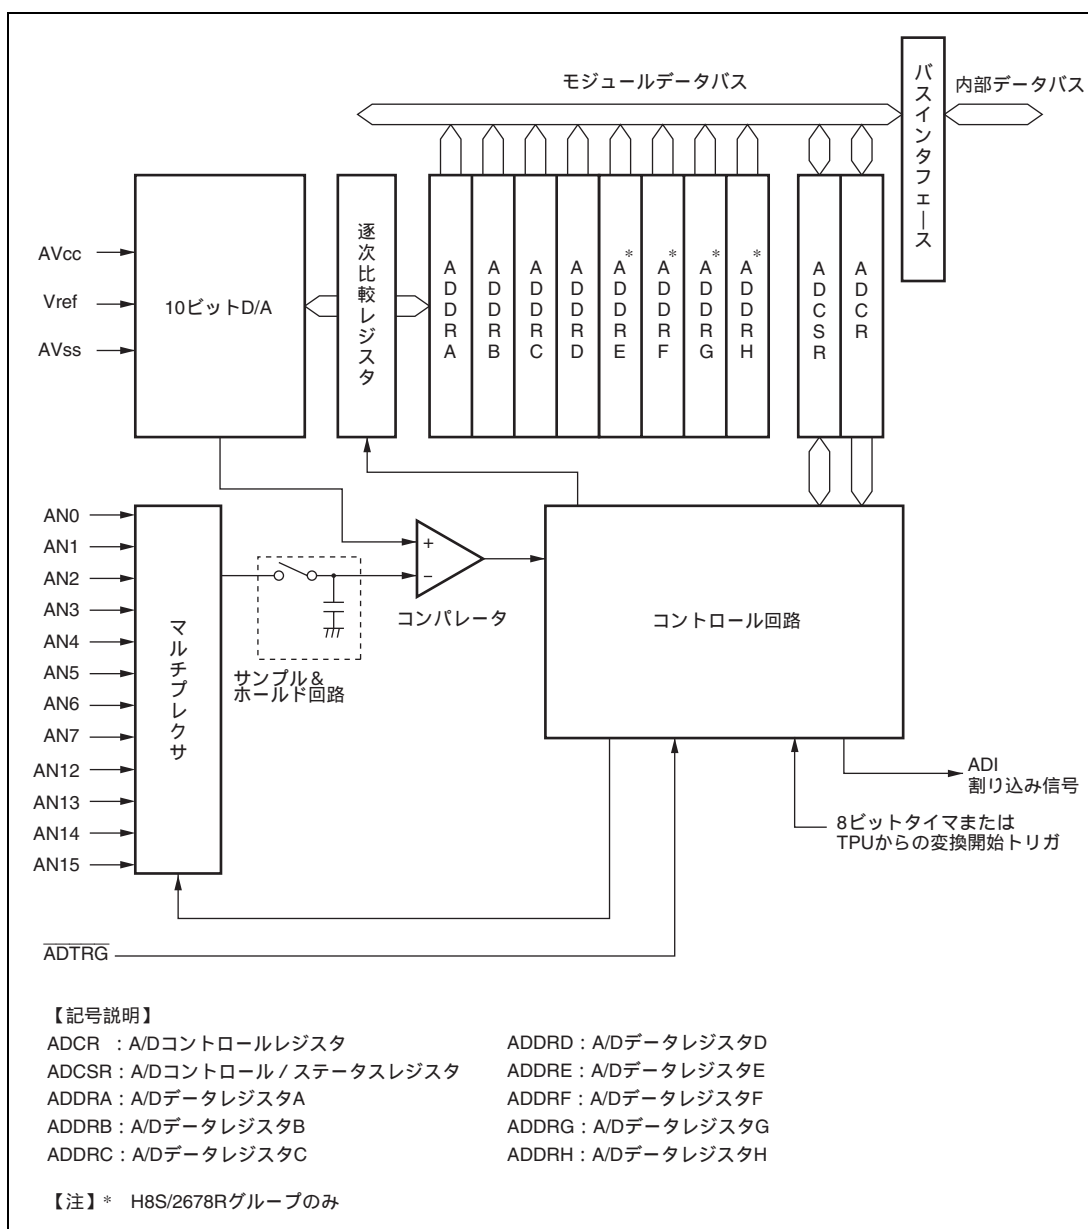 モジュールデータバス
バスインタフェース
内部データバス
AVcc
Vref
AVss
10ビットD/A
逐次比較レジスタ
ADDRA
ADDRB
ADDRC
ADDRD
ADDRE*
ADDRF*
ADDRG*
ADDRH*
ADCSR
ADCR
AN0
AN1
AN2
AN3
AN4
AN5
AN6
AN7
AN12
AN13
AN14
AN15
マルチプレクサ
サンプル&
ホールド回路
+
−
コンパレータ
コントロール回路
ADI
割り込み信号
8ビットタイマまたは
TPUからの変換開始トリガ
ADTRG
【記号説明】
ADCR : A/Dコントロールレジスタ
ADCSR : A/Dコントロール / ステータスレジスタ
ADDRA : A/DデータレジスタA
ADDRB : A/DデータレジスタB
ADDRC : A/DデータレジスタC
ADDRD : A/DデータレジスタD
ADDRE : A/DデータレジスタE
ADDRF : A/DデータレジスタF
ADDRG : A/DデータレジスタG
ADDRH : A/DデータレジスタH
【注】* H8S/2678Rグループのみ